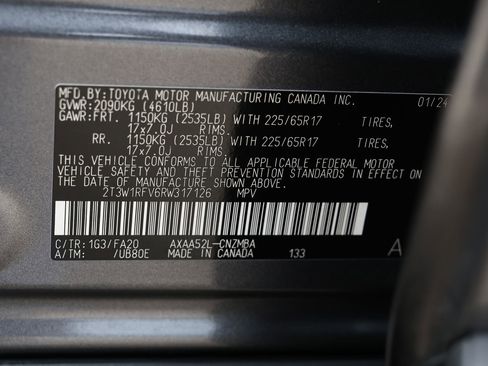 MFD.BY:TOYOTA MOTOR MANUFACTURING CANADA INC. 01/24
GVWR:2090KG (4610LB)
GAWR:FRT. 1150KG (2535LB) WITH 225/65R17 TIRES,
17x7.0J RIMS.
RR. 1150KG (2535LB) WITH 225/65R17 TIRES,
17x7.0J RIMS.
THIS VEHICLE CONFORMS TO ALL APPLICABLE FEDERAL MOTOR
VEHICLE SAFETY AND THEFT PREVENTION STANDARDS IN EFFECT
ON THE DATE OF MANUFACTURE SHOWN ABOVE.
2T3W1RFV6RW317126 MPV
C/TR:1G3/FA20 AXAA52L-CNZMBA A
A/TM: /UB80E MADE IN CANADA 133